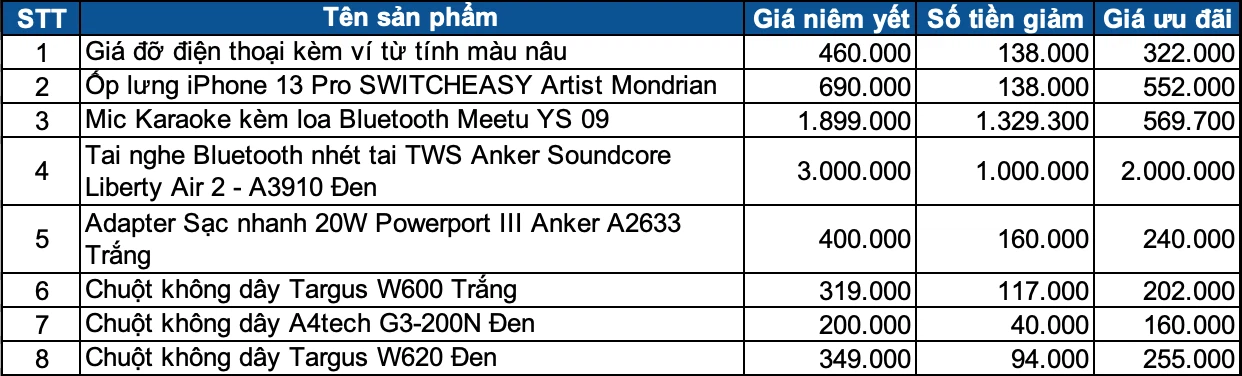 STT Tên sản phẩm Giá niêm yết Số tiền giảm Giá ưu đãi
1 Giá đỡ điện thoại kèm ví từ tính màu nâu 460.000 138.000 322.000
2 Ốp lưng iPhone 13 Pro SWITCHEASY Artist Mondrian 690.000 138.000 552.000
3 Mic Karaoke kèm loa Bluetooth Meetu YS 09 1.899.000 1.329.300 569.700
4 Tai nghe Bluetooth nhét tai TWS Anker Soundcore
Liberty Air 2 - A3910 Đen 3.000.000 1.000.000 2.000.000
5 Adapter Sạc nhanh 20W Powerport III Anker A2633
Trắng 400.000 160.000 240.000
6 Chuột không dây Targus W600 Trắng 319.000 117.000 202.000
7 Chuột không dây A4tech G3-200N Đen 200.000 40.000 160.000
8 Chuột không dây Targus W620 Đen 349.000 94.000 255.000